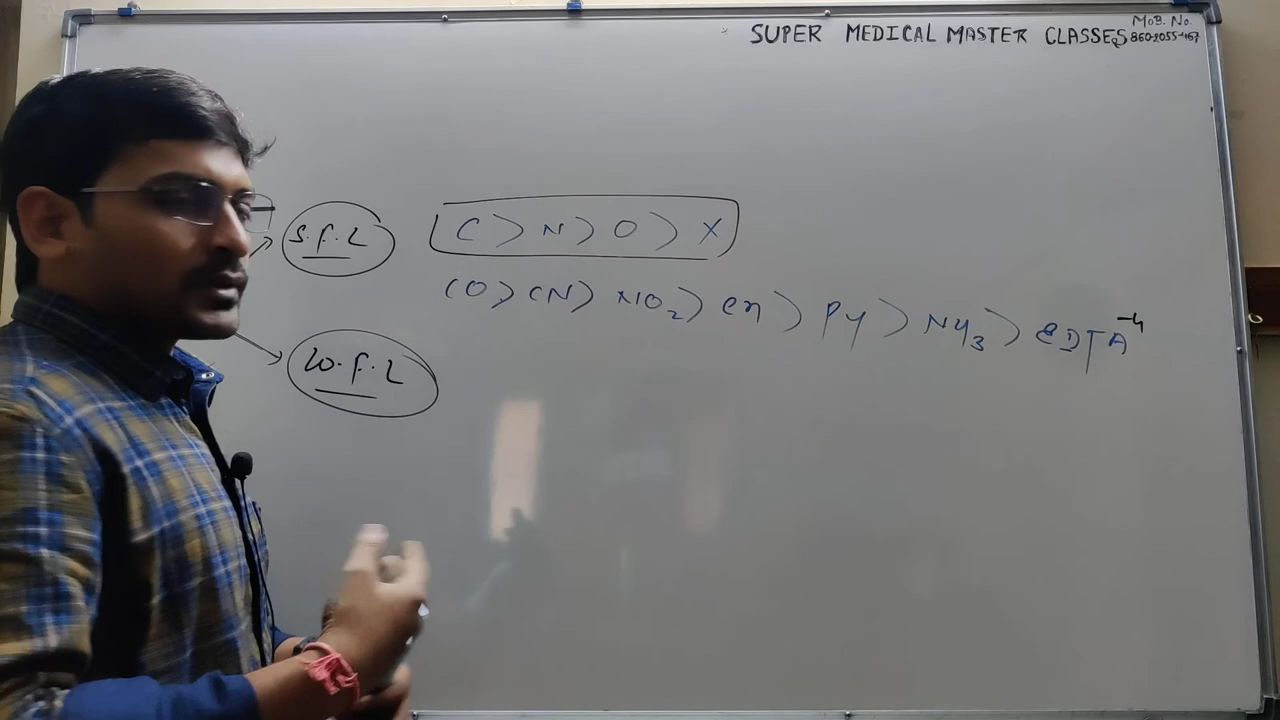 SUPER MEDICAL MASTER CLASSES
MOB. No.
S.F.L
C > N > O > X
CO > CN > NO₂ > en > Py > NH₃ > EDTA⁻⁴
W.F.L